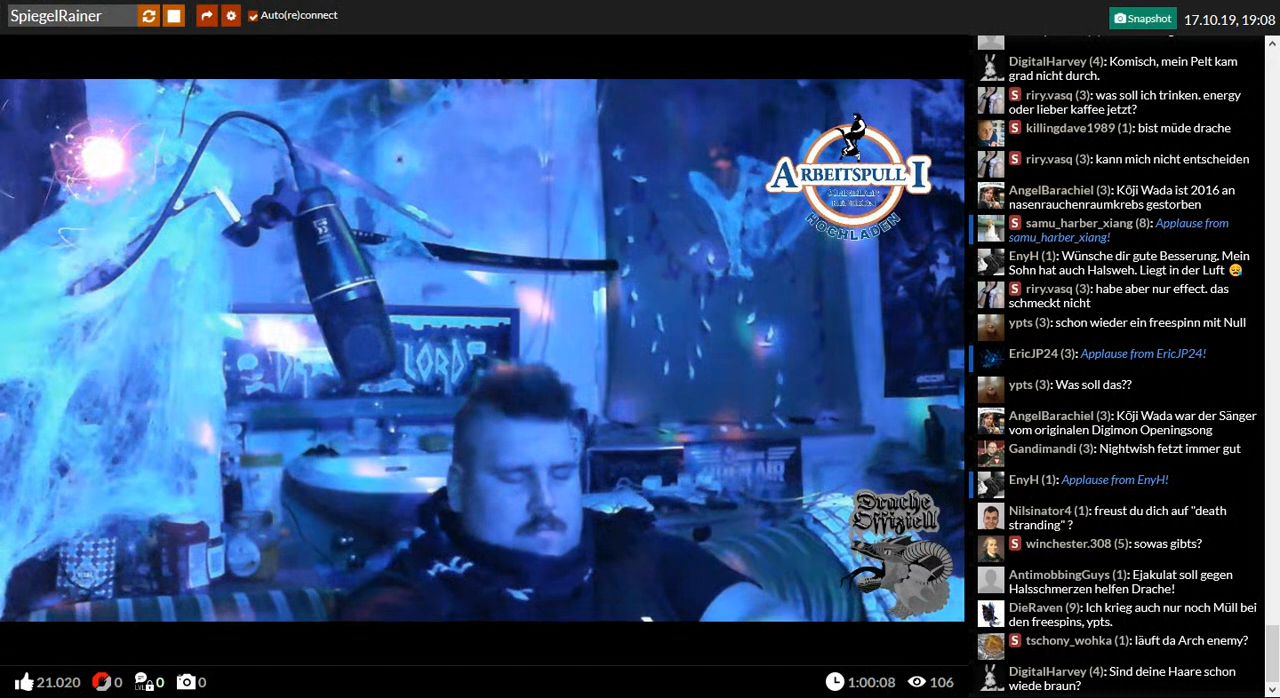 SpiegelRainer
Auto(re)connect
Snapshot
17.10.19, 19:08
DigitalHarvey (4): Komisch, mein Pelt kam
grad nicht durch.
S riry.vasq (3): was soll ich trinken. energy
oder lieber kaffee jetzt?
S killingdave1989 (1): bist müde drache
S riry.vasq (3): kann mich nicht entscheiden
AngelBarachiel (3): Kōji Wada ist 2016 an
nasenrauchenraumkrebs gestorben
S samu_harber_xiang (8): Applause from
samu_harber_xiang!
EnyH (1): Wünsche dir gute Besserung. Mein
Sohn hat auch Halsweh. Liegt in der Luft 😪
S riry.vasq (3): habe aber nur effect. das
schmeckt nicht
ypts (3): schon wieder ein freespinn mit Null
EricJP24 (3): Applause from EricJP24!
ypts (3): Was soll das??
AngelBarachiel (3): Kōji Wada war der Sänger
vom originalen Digimon Openingsong
Gandimandi (3): Nightwish fetzt immer gut
EnyH (1): Applause from EnyH!
Nilsinator4 (1): freust du dich auf "death
stranding" ?
S winchester.308 (5): sowas gibts?
AntimobbingGuys (1): Ejakulat soll gegen
Halsschmerzen helfen Drache!
DieRaven (9): Ich krieg auch nur noch Müll bei
den freespins, ypts.
S tschony_wohka (1): läuft da Arch enemy?
DigitalHarvey (4): Sind deine Haare schon
wiede braun?
ARBEITSPULLI
HOCHLADEN
LORD
Drache
Offiziell
21.020
0
LVL
0
0
1:00:08
106